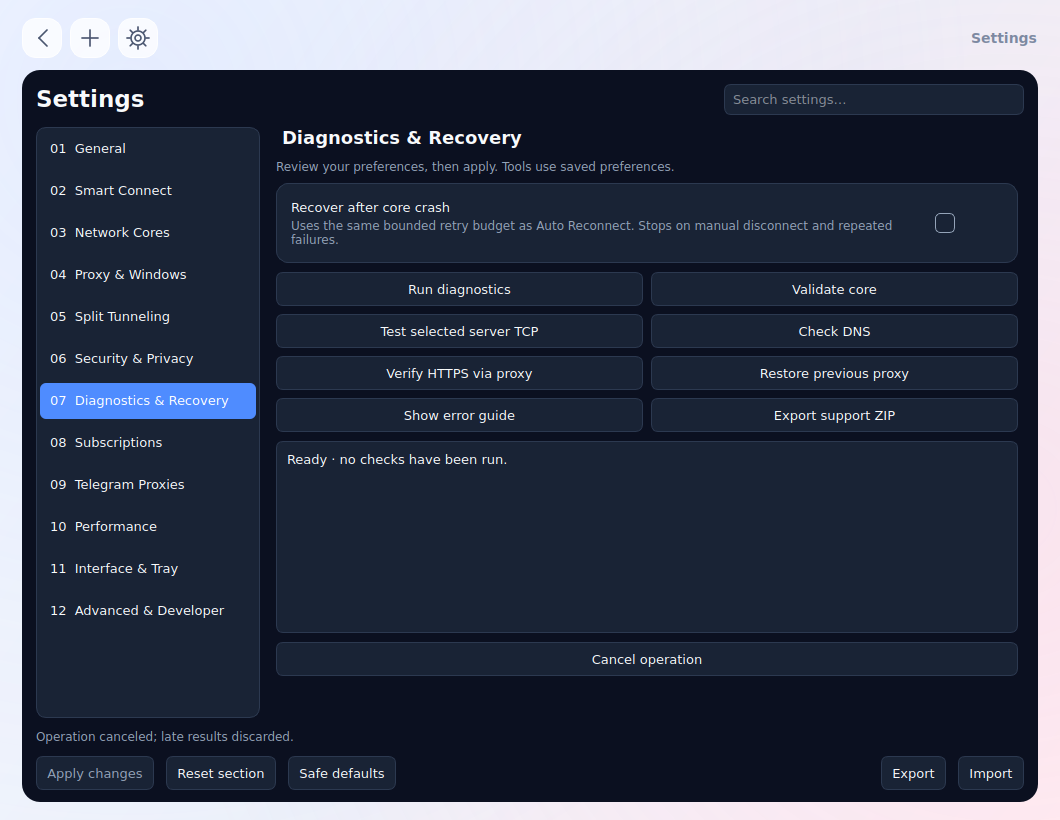 Settings
Settings
Search settings...
01 General
02 Smart Connect
03 Network Cores
04 Proxy & Windows
05 Split Tunneling
06 Security & Privacy
07 Diagnostics & Recovery
08 Subscriptions
09 Telegram Proxies
10 Performance
11 Interface & Tray
12 Advanced & Developer
Diagnostics & Recovery
Review your preferences, then apply. Tools use saved preferences.
Recover after core crash
Uses the same bounded retry budget as Auto Reconnect. Stops on manual disconnect and repeated
failures.
Run diagnostics
Validate core
Test selected server TCP
Check DNS
Verify HTTPS via proxy
Restore previous proxy
Show error guide
Export support ZIP
Ready · no checks have been run.
Cancel operation
Operation canceled; late results discarded.
Apply changes
Reset section
Safe defaults
Export
Import